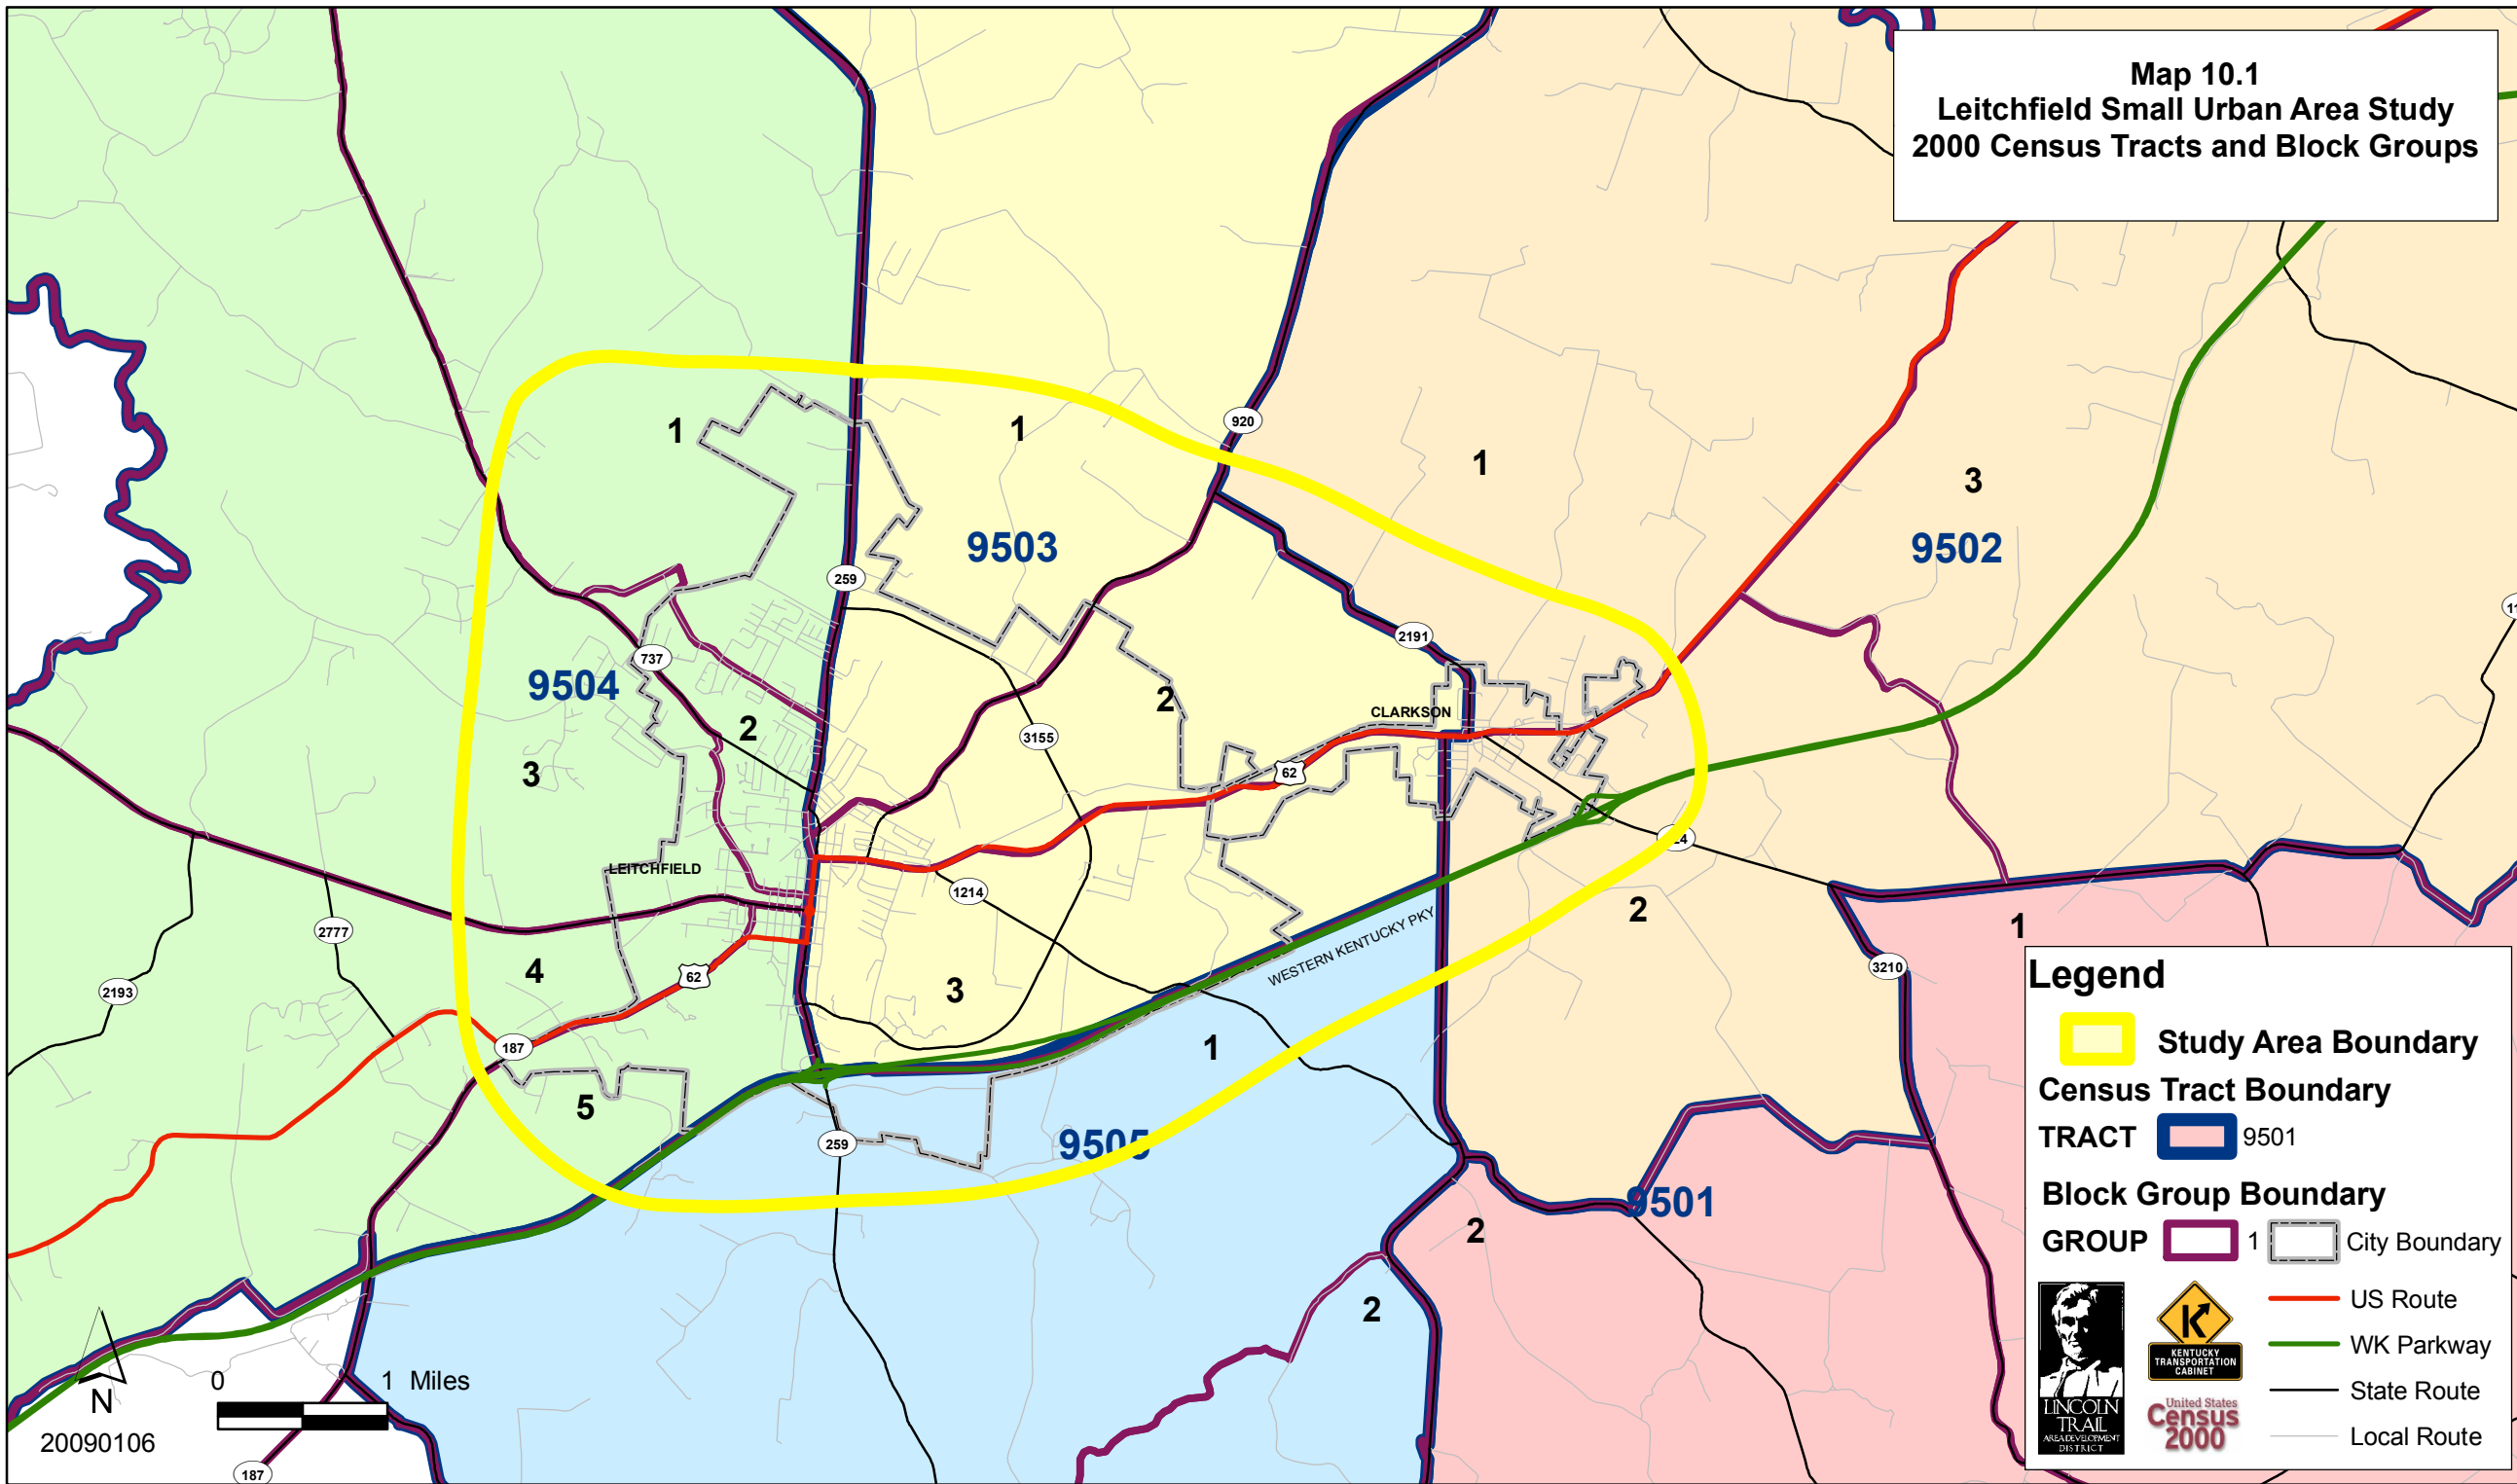 Map 10.1
Leitchfield Small Urban Area Study
2000 Census Tracts and Block Groups
1
1
920
1
3
9503
9502
259
2191
737
9504
2
2
CLARKSON
3155
3
62
LEITCHFIELD
1214
2
1
2777
WESTERN KENTUCKY PKY
4
62
3210
2193
3
187
1
5
259
9505
9501
2
2
0
1 Miles
N
20090106
187
Legend
Study Area Boundary
Census Tract Boundary
TRACT 9501
Block Group Boundary
GROUP 1 City Boundary
US Route
WK Parkway
State Route
Local Route
LINCOLN
TRAIL
AREA DEVELOPMENT
DISTRICT
K
KENTUCKY
TRANSPORTATION
CABINET
United States
Census
2000